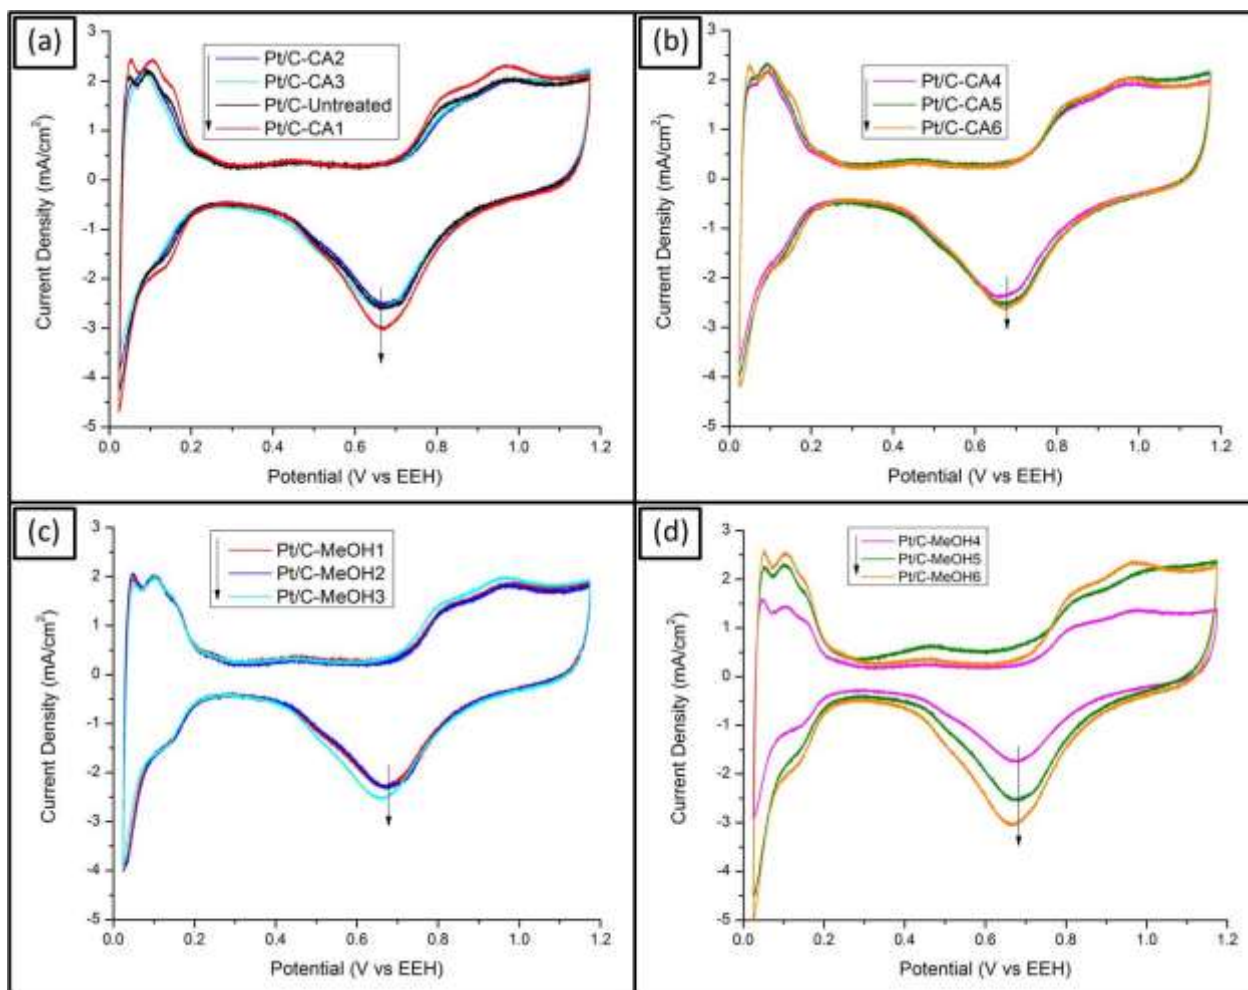 (a)
Pt/C-CA2
Pt/C-CA3
Pt/C-Untreated
Pt/C-CA1
3
2
1
0
-1
-2
-3
-4
-5
Current Density (mA/cm²)
0.0 0.2 0.4 0.6 0.8 1.0 1.2
Potential (V vs EEH)
(b)
Pt/C-CA4
Pt/C-CA5
Pt/C-CA6
3
2
1
0
-1
-2
-3
-4
-5
Current Density (mA/cm²)
0.0 0.2 0.4 0.6 0.8 1.0 1.2
Potential (V vs EEH)
(c)
Pt/C-MeOH1
Pt/C-MeOH2
Pt/C-MeOH3
3
2
1
0
-1
-2
-3
-4
-5
Current Density (mA/cm²)
0.0 0.2 0.4 0.6 0.8 1.0 1.2
Potential (V vs EEH)
(d)
Pt/C-MeOH4
Pt/C-MeOH5
Pt/C-MeOH6
3
2
1
0
-1
-2
-3
-4
-5
Current Density (mA/cm²)
0.0 0.2 0.4 0.6 0.8 1.0 1.2
Potential (V vs EEH)